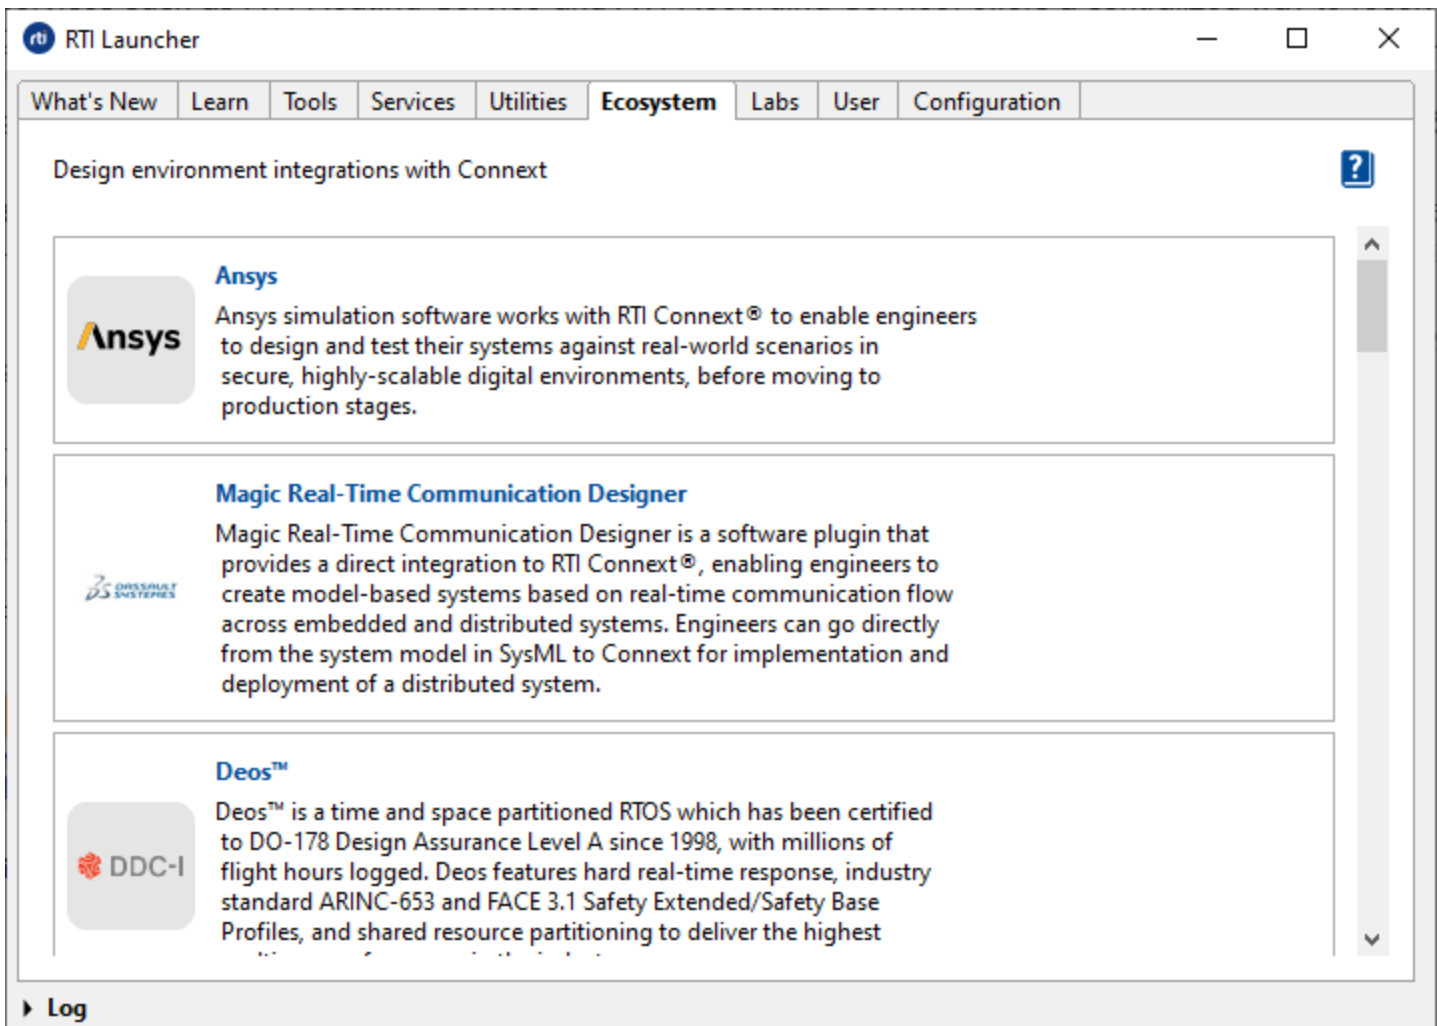 rti RTI Launcher
What's New Learn Tools Services Utilities Ecosystem Labs User Configuration
Design environment integrations with Connext
?
Ansys
Ansys
Ansys simulation software works with RTI Connext® to enable engineers
to design and test their systems against real-world scenarios in
secure, highly-scalable digital environments, before moving to
production stages.
Magic Real-Time Communication Designer
DASSAULT
SYSTEMES
Magic Real-Time Communication Designer is a software plugin that
provides a direct integration to RTI Connext®, enabling engineers to
create model-based systems based on real-time communication flow
across embedded and distributed systems. Engineers can go directly
from the system model in SysML to Connext for implementation and
deployment of a distributed system.
Deos™
DDC-I
Deos™ is a time and space partitioned RTOS which has been certified
to DO-178 Design Assurance Level A since 1998, with millions of
flight hours logged. Deos features hard real-time response, industry
standard ARINC-653 and FACE 3.1 Safety Extended/Safety Base
Profiles, and shared resource partitioning to deliver the highest
Log